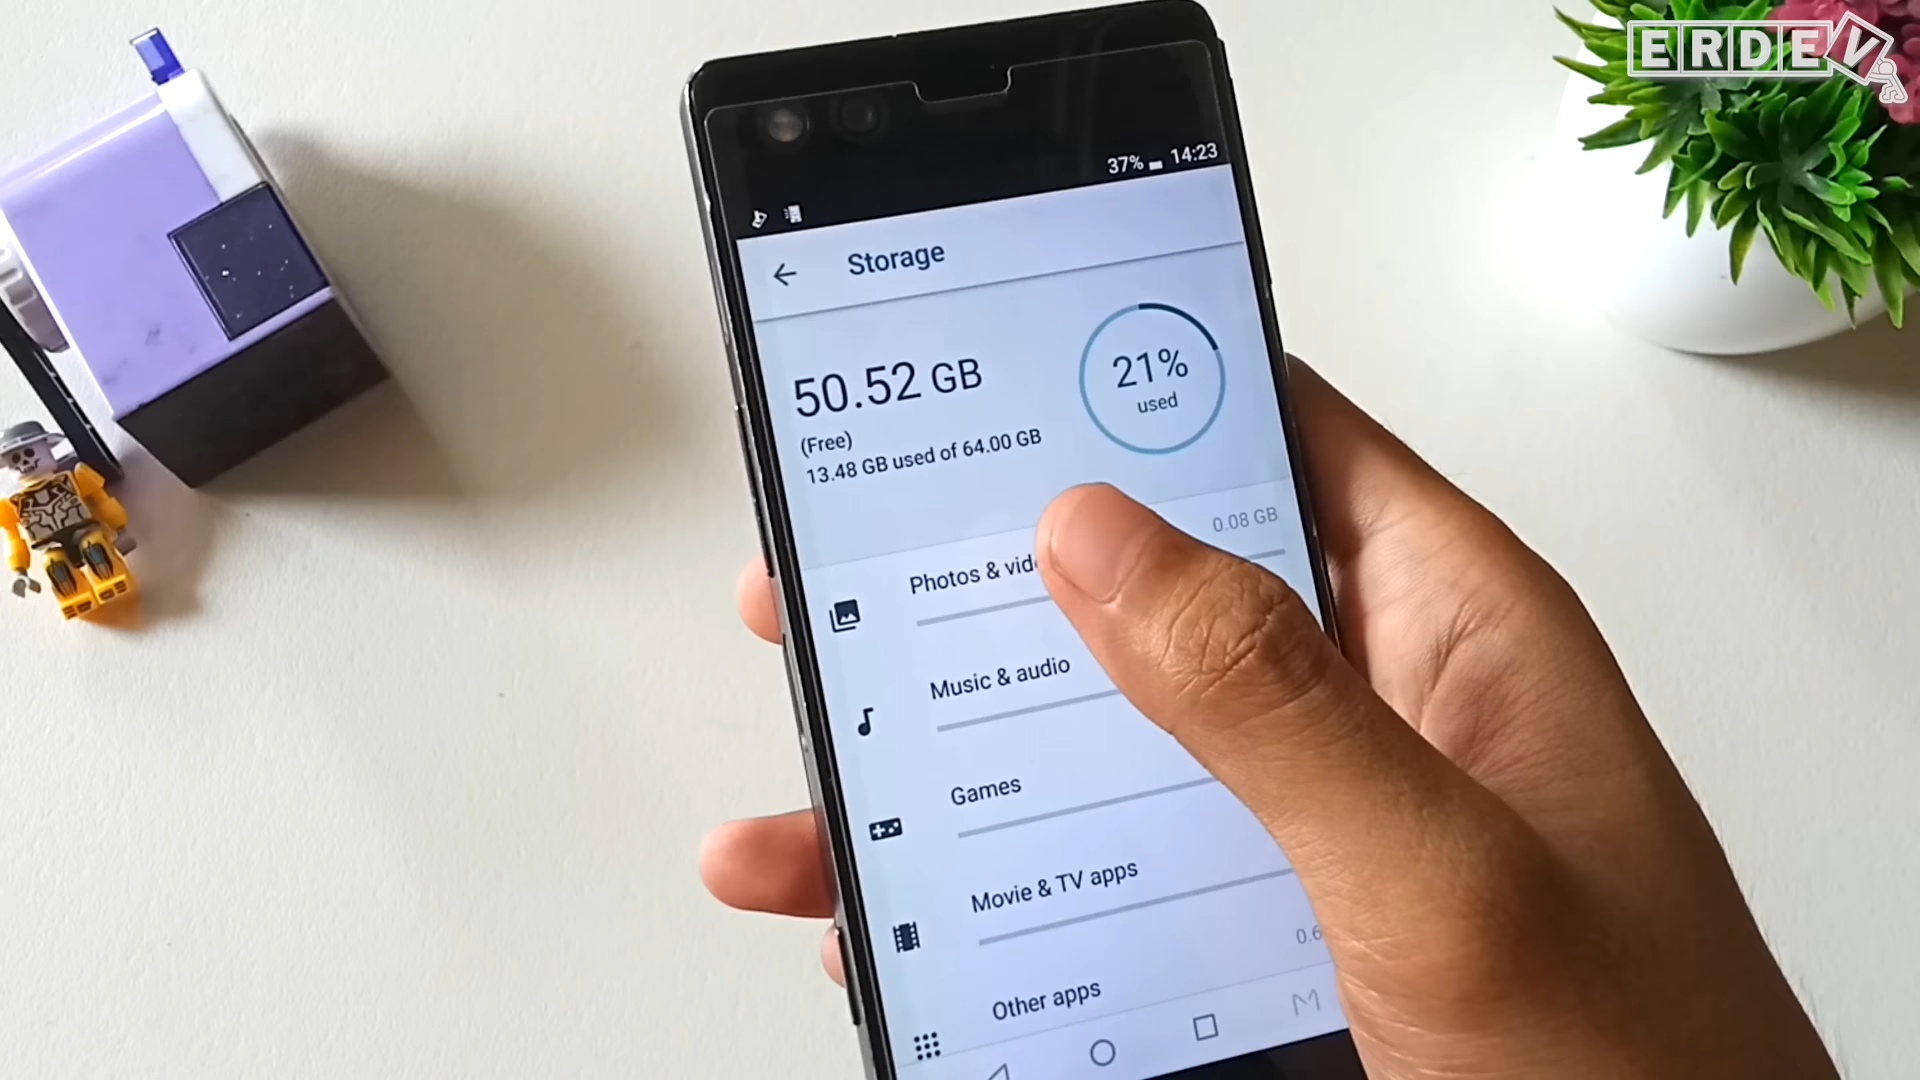 ERDEV
37% 14:23
Storage
50.52 GB
(Free)
13.48 GB used of 64.00 GB
21%
used
Photos &
0.08 GB
Music & audio
Games
Movie & TV apps
Other apps